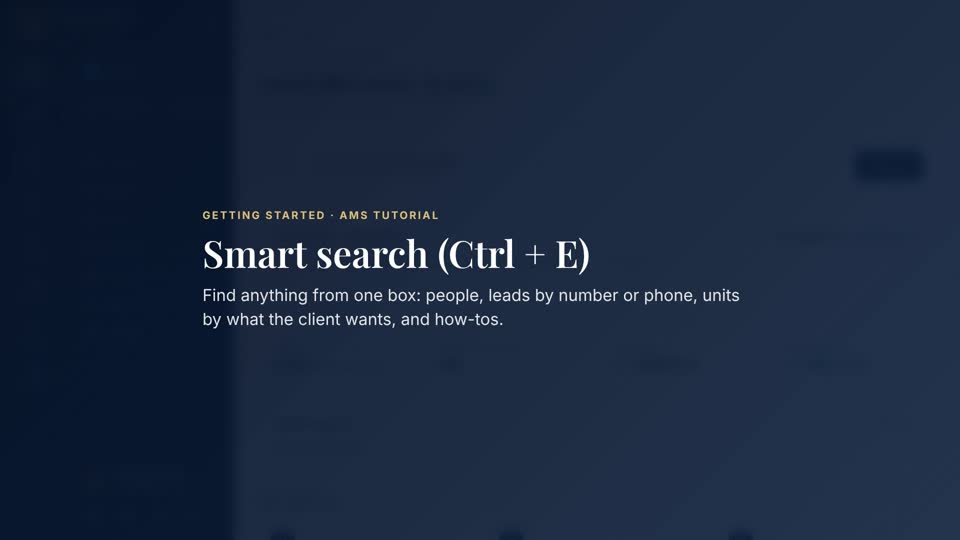 GETTING STARTED · AMS TUTORIAL
Smart search (Ctrl + E)
Find anything from one box: people, leads by number or phone, units
by what the client wants, and how-tos.